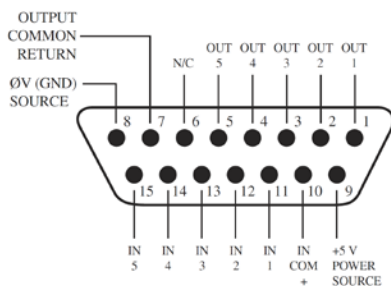 OUTPUT
COMMON
RETURN
ØV (GND)
SOURCE
N/C
OUT
5
OUT
4
OUT
3
OUT
2
OUT
1
8 7 6 5 4 3 2 1
15 14 13 12 11 10 9
IN
5
IN
4
IN
3
IN
2
IN
1
IN
COM
+
+5 V
POWER
SOURCE